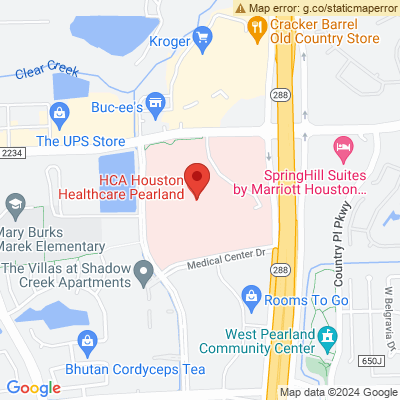 Map error: g.co/staticmaperror
Cracker Barrel
Old Country Store
Kroger
Clear Creek
Buc-ee's
288
The UPS Store
2234
HCA Houston
Healthcare Pearland
SpringHill Suites
by Marriott Houston...
Mary Burks
Marek Elementary
Country Pl Pkwy
Medical Center Dr
The Villas at Shadow
Creek Apartments
288
Rooms To Go
W Belgravia Dr
West Pearland
Community Center
650J
Bhutan Cordyceps Tea
Google
Map data ©2024 Google